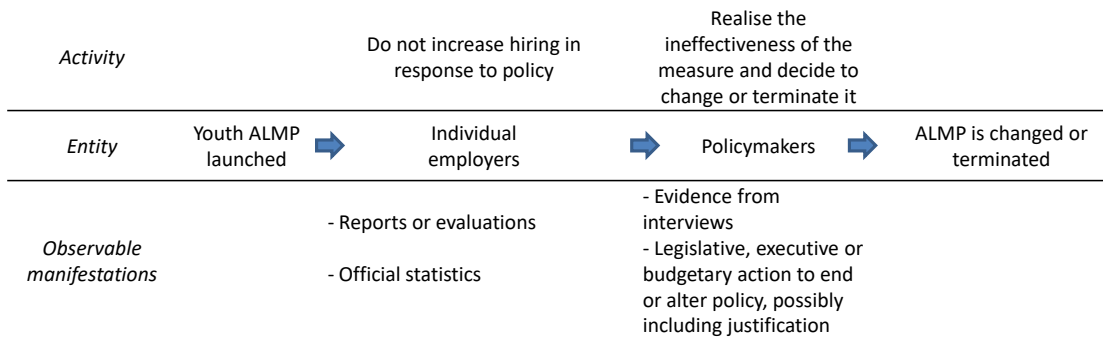 Activity
Do not increase hiring in
response to policy
Realise the
ineffectiveness of the
measure and decide to
change or terminate it
Entity
Youth ALMP
launched
Individual
employers
Policymakers
ALMP is changed or
terminated
Observable
manifestations
- Reports or evaluations
- Official statistics
- Evidence from
interviews
- Legislative, executive or
budgetary action to end
or alter policy, possibly
including justification